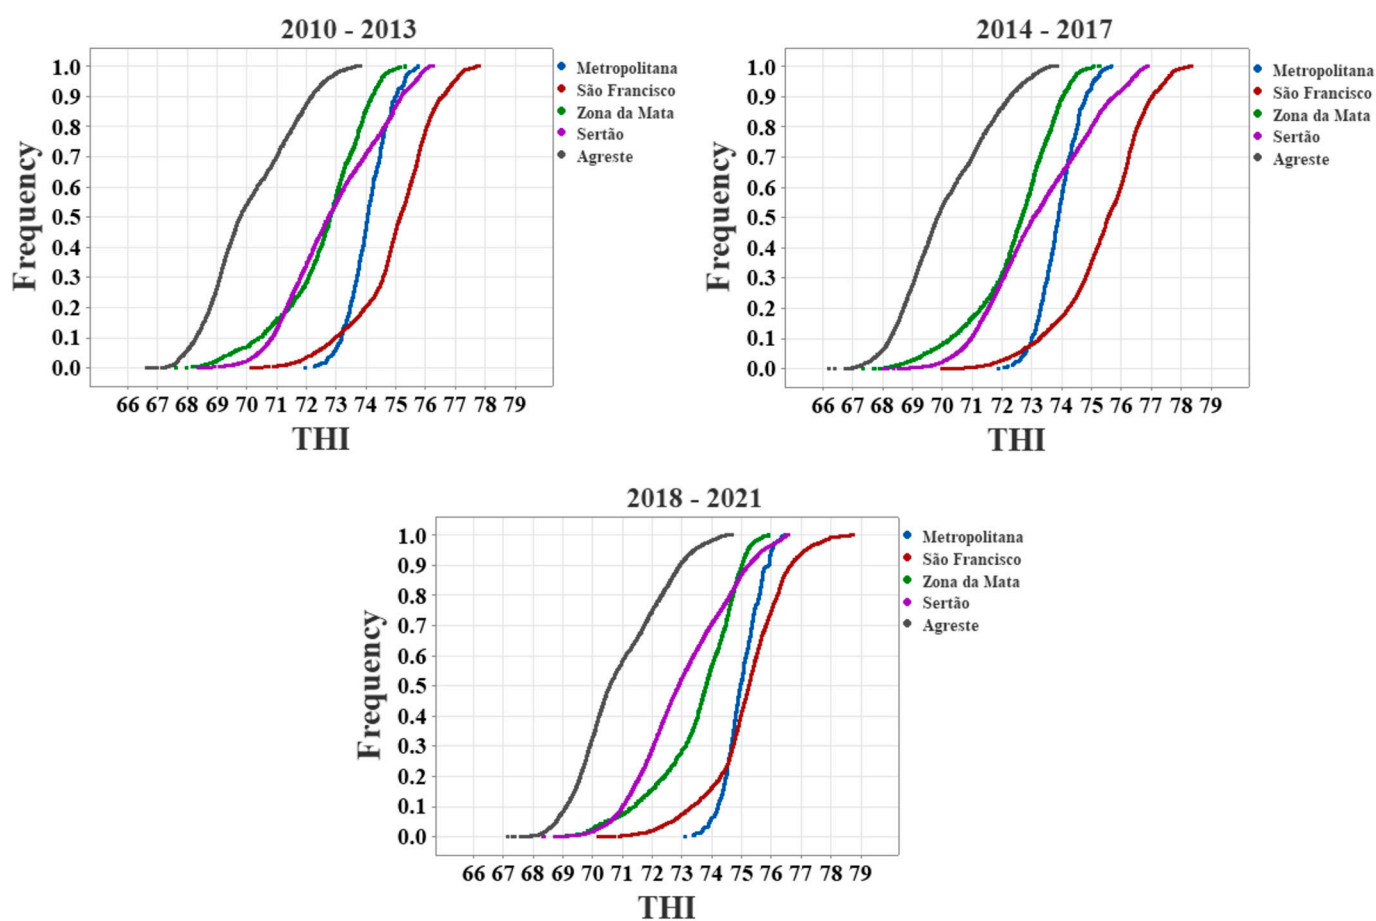 2010 - 2013
1.0
0.9
0.8
0.7
0.6
0.5
0.4
0.3
0.2
0.1
0.0
Frequency
66 67 68 69 70 71 72 73 74 75 76 77 78 79
THI
Metropolitana
São Francisco
Zona da Mata
Sertão
Agreste
2014 - 2017
1.0
0.9
0.8
0.7
0.6
0.5
0.4
0.3
0.2
0.1
0.0
Frequency
66 67 68 69 70 71 72 73 74 75 76 77 78 79
THI
Metropolitana
São Francisco
Zona da Mata
Sertão
Agreste
2018 - 2021
1.0
0.9
0.8
0.7
0.6
0.5
0.4
0.3
0.2
0.1
0.0
Frequency
66 67 68 69 70 71 72 73 74 75 76 77 78 79
THI
Metropolitana
São Francisco
Zona da Mata
Sertão
Agreste